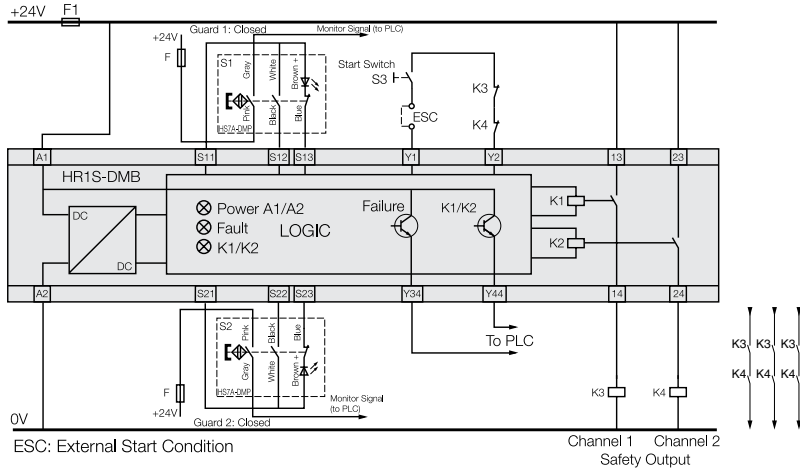 +24V F1
Guard 1: Closed
Monitor Signal (to PLC)
+24V
F
S1
Gray
White
Brown +
Pink
Black
Blue
HS7A-DMP
Start Switch
S3
ESC
K3
K4
A1 S11 S12 S13 Y1 Y2 13 23
HR1S-DMB
DC
DC
Power A1/A2
Fault
K1/K2
LOGIC
Failure
K1/K2
K1
K2
A2 S21 S22 S23 Y34 Y44 14 24
S2
Pink
Black
Blue
Gray
White
Brown +
HS7A-DMP
F
+24V
Monitor Signal
(to PLC)
Guard 2: Closed
To PLC
K3 K4
K3 K3 K3
K4 K4 K4
0V
ESC: External Start Condition
Channel 1 Channel 2
Safety Output